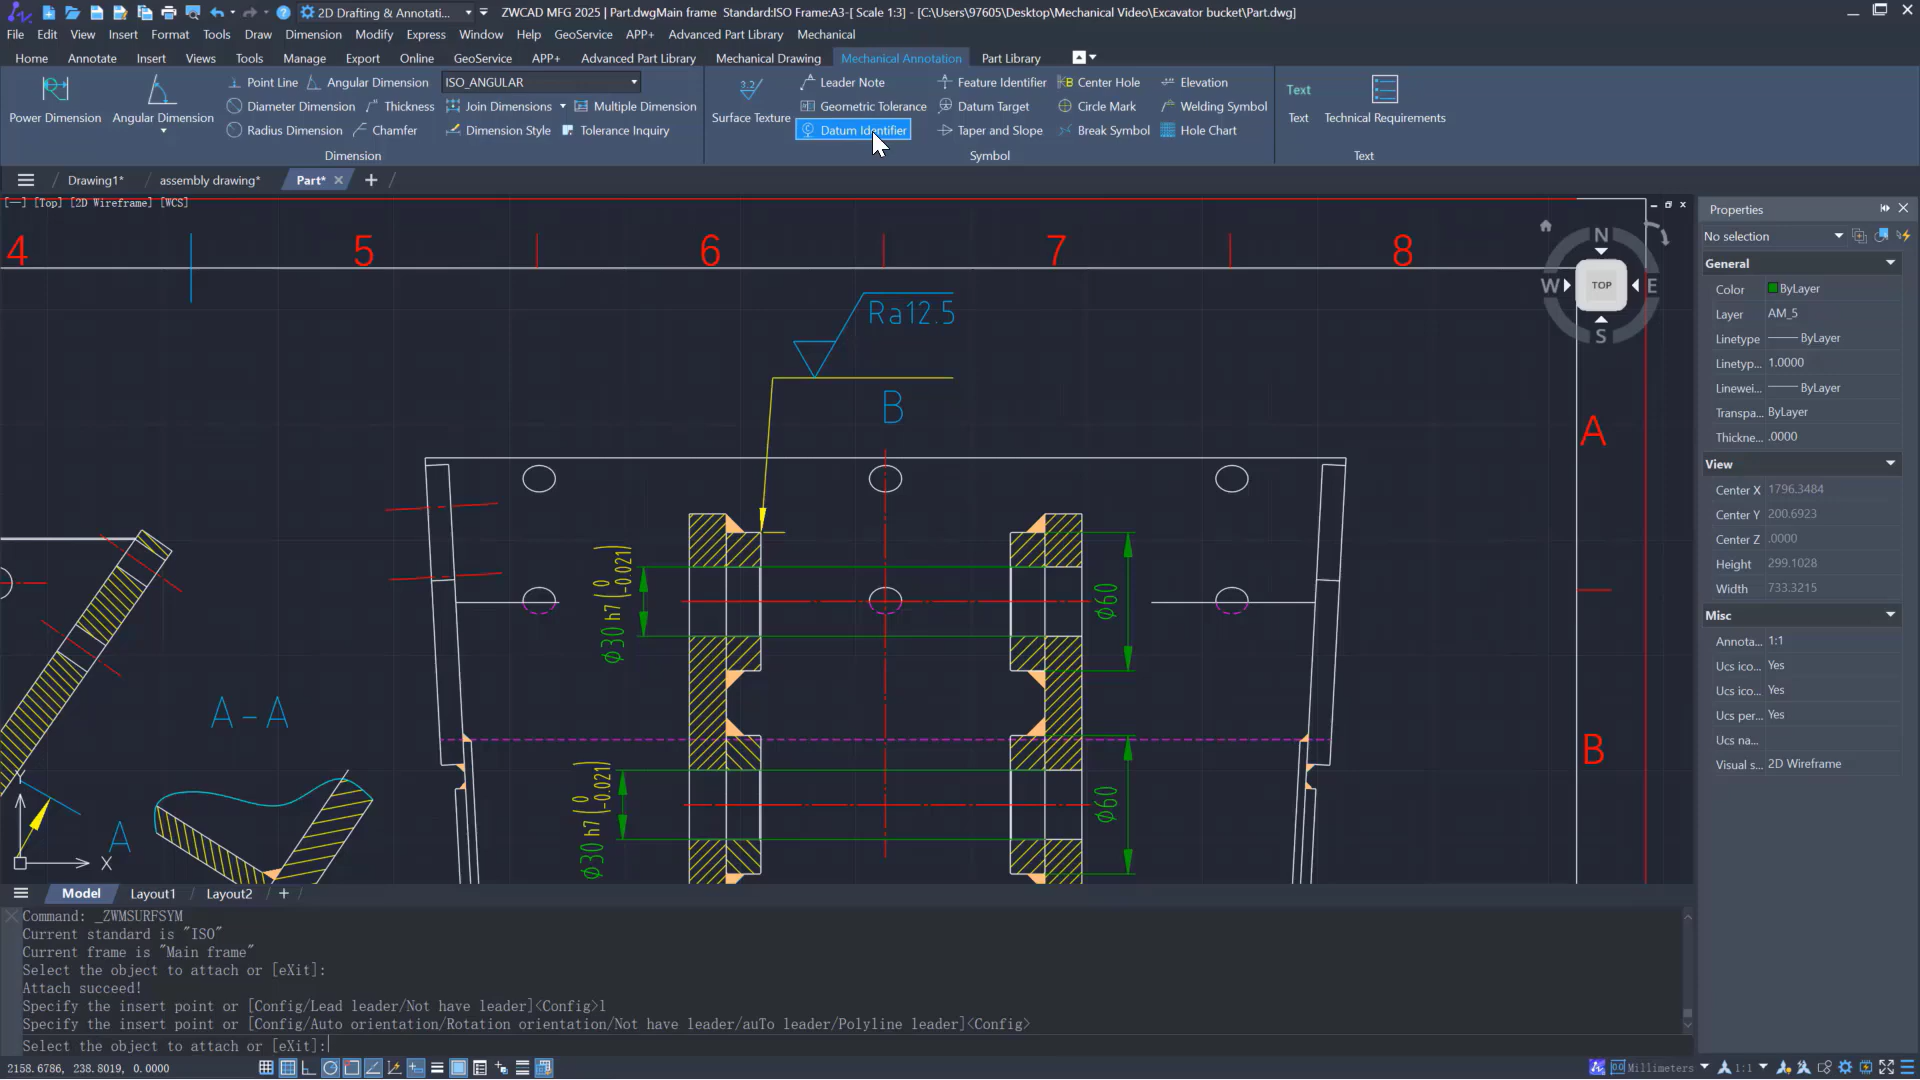 2D Drafting & Annotati...
ZWCAD MFG 2025 | Part.dwgMain frame Standard:ISO Frame:A3-[ Scale 1:3] - [C:\Users\97605\Desktop\Mechanical Video\Excavator bucket\Part.dwg]
File Edit View Insert Format Tools Draw Dimension Modify Express Window Help GeoService APP+ Advanced Part Library Mechanical
Home Annotate Insert Views Tools Manage Export Online GeoService APP+ Advanced Part Library Mechanical Drawing Mechanical Annotation Part Library
Point Line Angular Dimension ISO_ANGULAR 3.2/ Leader Note Feature Identifier Center Hole Elevation
Text
Diameter Dimension Thickness Join Dimensions Multiple Dimension Geometric Tolerance Datum Target Circle Mark Welding Symbol
Power Dimension Angular Dimension Surface Texture Text Technical Requirements
Radius Dimension Chamfer Dimension Style Tolerance Inquiry Datum Identifier Taper and Slope Break Symbol Hole Chart
Dimension Symbol Text
Drawing1* assembly drawing* Part*
[—] [Top] [2D Wireframe] [WCS]
4 5 6 7 8
Ra12.5
B
A
B
N
W TOP E
S
ϕ30 h7 ( 0 -0.021)
ϕ60
ϕ30 h7 ( 0 -0.021)
ϕ60
A-A
A
X
Properties
No selection
General
Color ByLayer
Layer AM_5
Linetype ByLayer
Linetyp... 1.0000
Linewei... ByLayer
Transpa... ByLayer
Thickne... .0000
View
Center X 1796.3484
Center Y 200.6923
Center Z .0000
Height 299.1028
Width 733.3215
Misc
Annota... 1:1
Ucs ico... Yes
Ucs ico... Yes
Ucs per... Yes
Ucs na...
Visual s... 2D Wireframe
Model Layout1 Layout2
Command: _ZWMSURFSYM
Current standard is "ISO"
Current frame is "Main frame"
Select the object to attach or [eXit]:
Attach succeed!
Specify the insert point or [Config/Lead leader/Not have leader]<Config>l
Specify the insert point or [Config/Auto orientation/Rotation orientation/Not have leader/auTo leader/Polyline leader]<Config>
Select the object to attach or [eXit]:
2158.6786, 238.8019, 0.0000
Millimeters 1:1